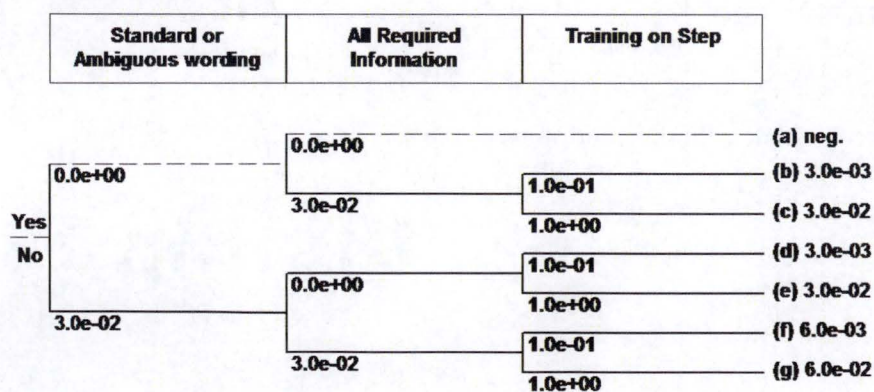 Standard or
Ambiguous wording
All Required
Information
Training on Step
(a) neg.
0.0e+00
0.0e+00
(b) 3.0e-03
1.0e-01
3.0e-02
(c) 3.0e-02
1.0e+00
Yes
No
(d) 3.0e-03
1.0e-01
0.0e+00
(e) 3.0e-02
1.0e+00
3.0e-02
(f) 6.0e-03
1.0e-01
3.0e-02
(g) 6.0e-02
1.0e+00